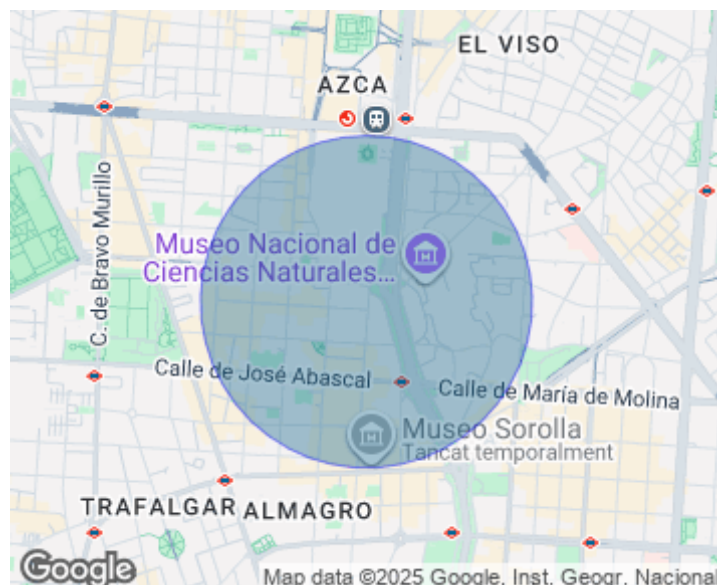 EL VISO
AZCA
C. de Bravo Murillo
Museo Nacional de
Ciencias Naturales...
Calle de José Abascal
Calle de María de Molina
Museo Sorolla
Tancat temporalment
TRAFALGAR
ALMAGRO
Google
Map data ©2025 Google, Inst. Geogr. Nacional